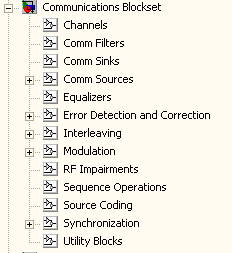 Communications Blockset
Channels
Comm Filters
Comm Sinks
Comm Sources
Equalizers
Error Detection and Correction
Interleaving
Modulation
RF Impairments
Sequence Operations
Source Coding
Synchronization
Utility Blocks